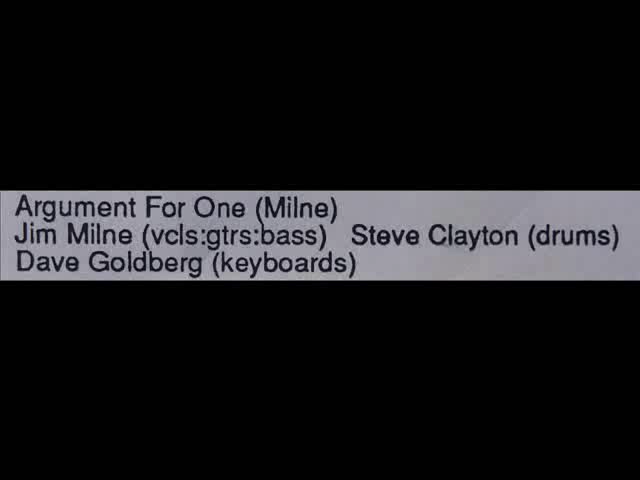 Argument For One (Milne)
Jim Milne (vcls:gtrs:bass) Steve Clayton (drums)
Dave Goldberg (keyboards)